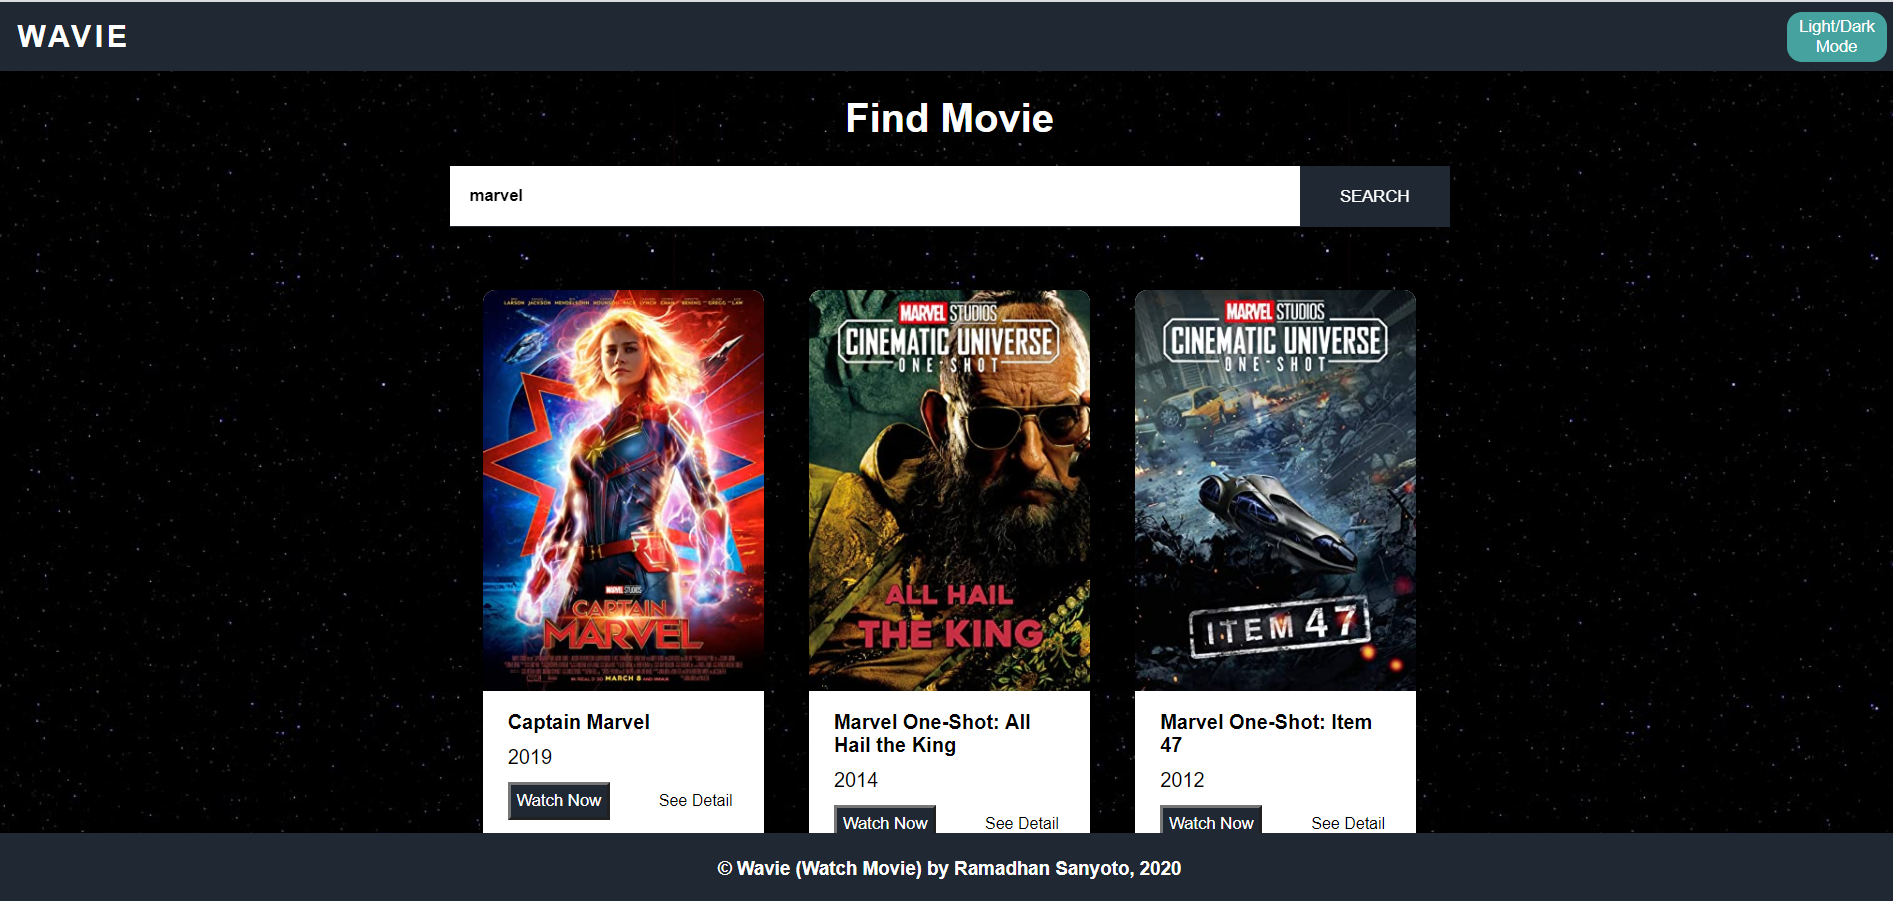 WAVIE
Light/Dark
Mode
Find Movie
marvel
SEARCH
LARSON JACKSON MENDELSOHN HOUNSOU PACE LYNCH CHAN BENING GREGG LAW
MARVEL STUDIOS
CAPTAIN
MARVEL
MARCH 8
MARVEL STUDIOS
CINEMATIC UNIVERSE
ONE-SHOT
ALL HAIL
THE KING
MARVEL STUDIOS
CINEMATIC UNIVERSE
ONE-SHOT
ITEM 47
Captain Marvel
2019
Watch Now
See Detail
Marvel One-Shot: All
Hail the King
2014
Watch Now
See Detail
Marvel One-Shot: Item
47
2012
Watch Now
See Detail
© Wavie (Watch Movie) by Ramadhan Sanyoto, 2020